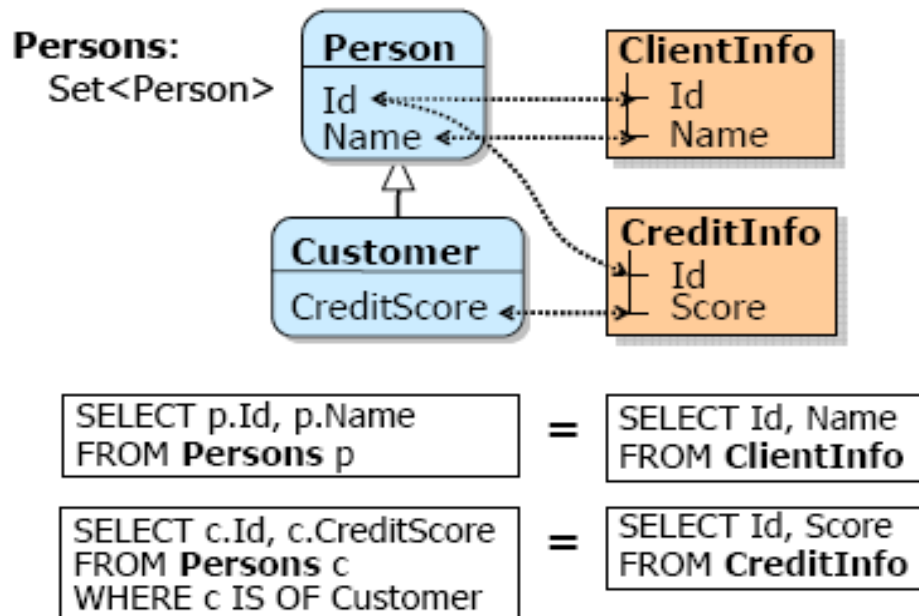 Persons:
Set<Person>
Person
Id
Name
ClientInfo
Id
Name
Customer
CreditScore
CreditInfo
Id
Score
SELECT p.Id, p.Name
FROM Persons p
=
SELECT Id, Name
FROM ClientInfo
SELECT c.Id, c.CreditScore
FROM Persons c
WHERE c IS OF Customer
=
SELECT Id, Score
FROM CreditInfo